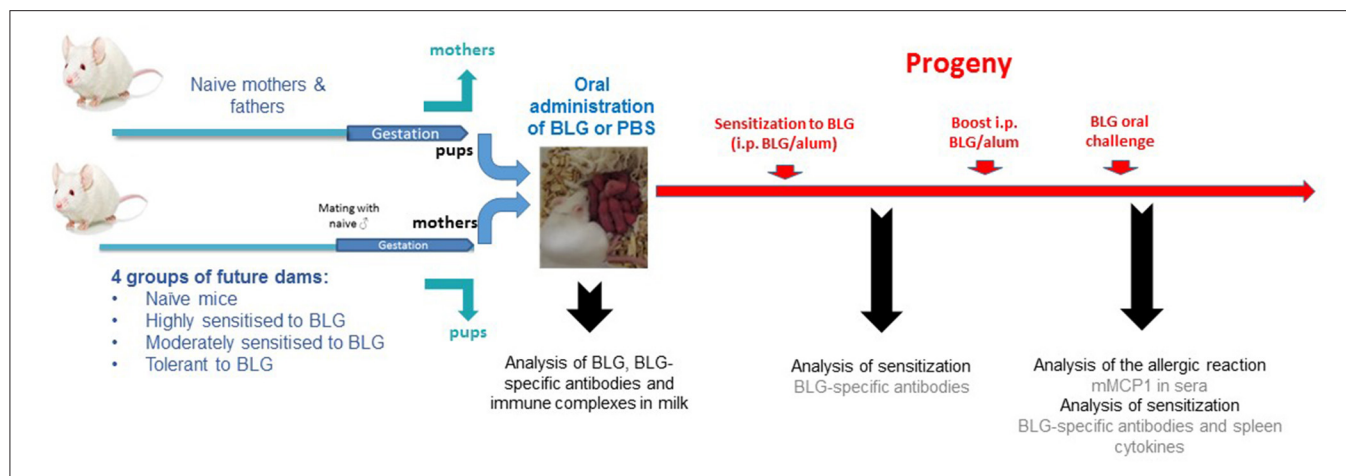 mothers
Naive mothers &
fathers
Gestation
pups
Oral
administration
of BLG or PBS
Progeny
Sensitization to BLG
(i.p. BLG/alum)
Boost i.p.
BLG/alum
BLG oral
challenge
Mating with
naive ♂
mothers
Gestation
4 groups of future dams:
• Naïve mice
• Highly sensitised to BLG
• Moderately sensitised to BLG
• Tolerant to BLG
pups
Analysis of BLG, BLG-
specific antibodies and
immune complexes in milk
Analysis of sensitization
BLG-specific antibodies
Analysis of the allergic reaction
mMCP1 in sera
Analysis of sensitization
BLG-specific antibodies and spleen
cytokines